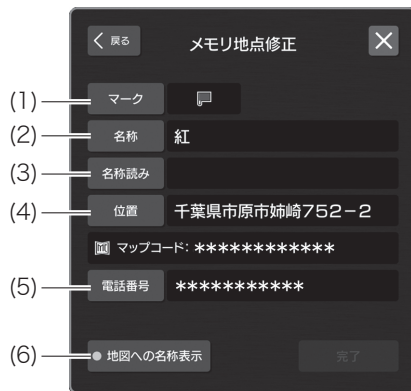 戻る
メモリ地点修正
(1) マーク
(2) 名称 紅
(3) 名称読み
(4) 位置 千葉県市原市姉崎752-2
マップコード: ************
(5) 電話番号 ***********
(6) 地図への名称表示 完了